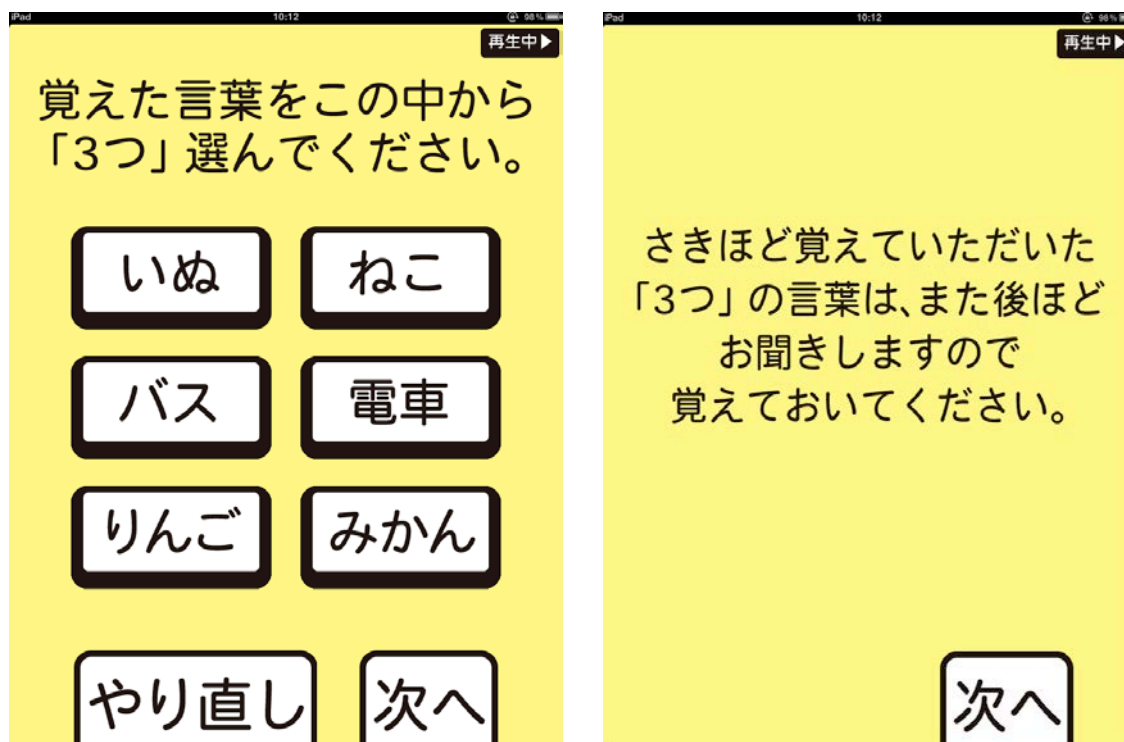 iPad 10:12 98%
再生中▶
覚えた言葉をこの中から
「3つ」選んでください。
いぬ ねこ
バス 電車
りんご みかん
やり直し 次へ
iPad 10:12 98%
再生中▶
さきほど覚えていただいた
「3つ」の言葉は、また後ほど
お聞きしますので
覚えておいてください。
次へ